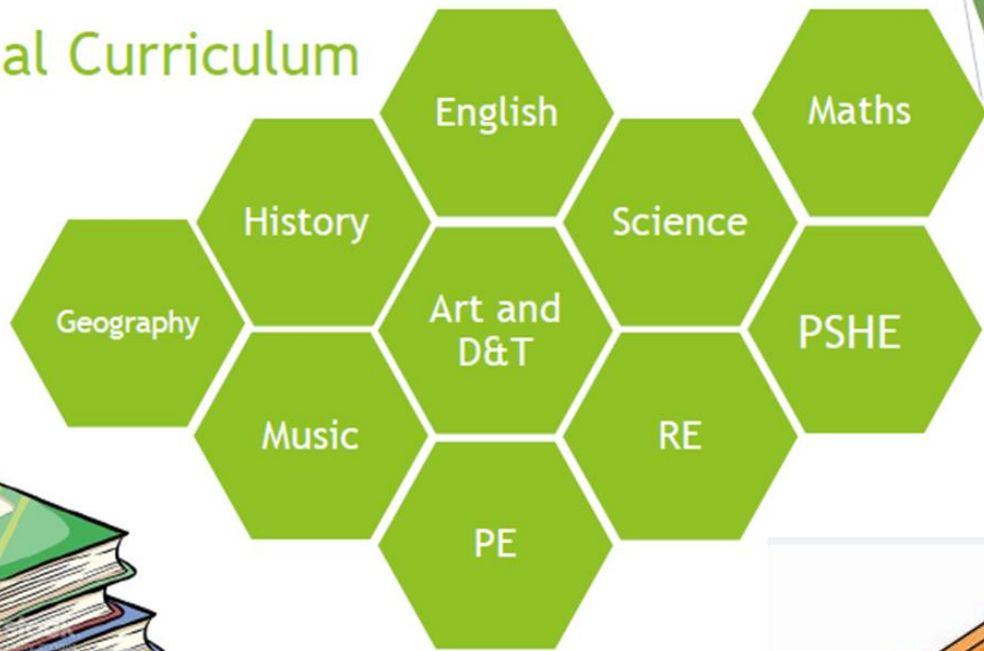 al Curriculum
English
Maths
History
Science
Geography
Art and
D&T
PSHE
Music
RE
PE